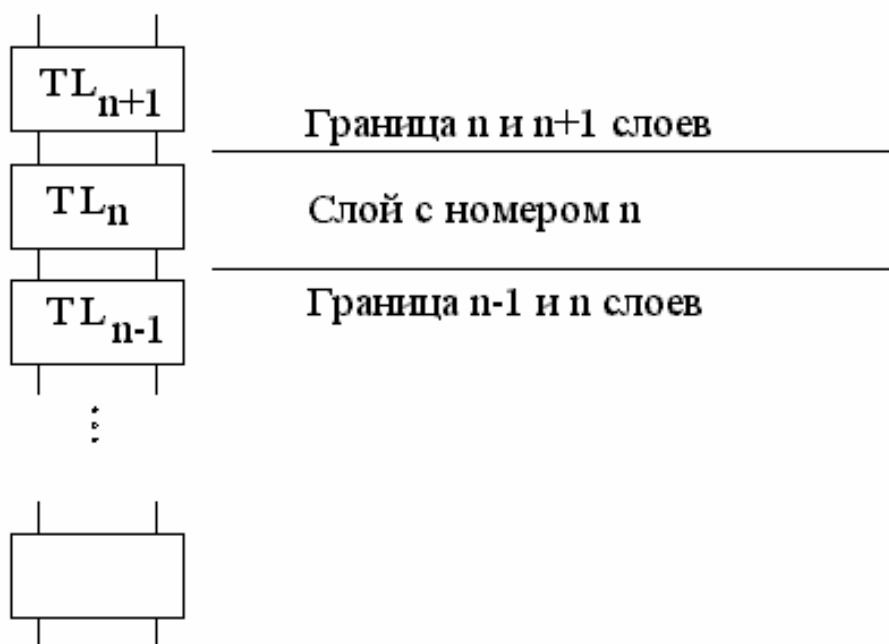 TLn+1
Граница n и n+1 слоев
TLn
Слой с номером n
TLn-1
Граница n-1 и n слоев